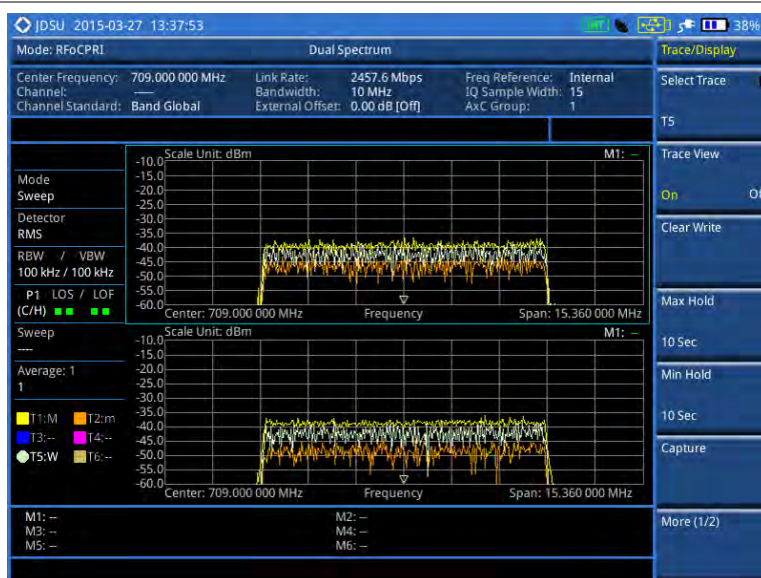 JDSU 2015-03-27 13:37:53 INT 38%
Mode: RFoCPRI Dual Spectrum Trace/Display
Center Frequency: 709.000 000 MHz Link Rate: 2457.6 Mbps Freq Reference: Internal
Channel: ---- Bandwidth: 10 MHz IQ Sample Width: 15
Channel Standard: Band Global External Offset: 0.00 dB [Off] AxC Group: 1
Select Trace
T5
Scale Unit: dBm M1: --
-10.0
-15.0
-20.0
-25.0
-30.0
-35.0
-40.0
-45.0
-50.0
-55.0
-60.0
Center: 709.000 000 MHz Frequency Span: 15.360 000 MHz
Mode
Sweep
Detector
RMS
RBW / VBW
100 kHz / 100 kHz
P1 LOS / LOF
(C/H)
Sweep
----
Average: 1
1
T1:M T2:m
T3:-- T4:--
T5:W T6:--
Scale Unit: dBm M1: --
-10.0
-15.0
-20.0
-25.0
-30.0
-35.0
-40.0
-45.0
-50.0
-55.0
-60.0
Center: 709.000 000 MHz Frequency Span: 15.360 000 MHz
M1: -- M2: --
M3: -- M4: --
M5: -- M6: --
Trace View
On Of
Clear Write
Max Hold
10 Sec
Min Hold
10 Sec
Capture
More (1/2)